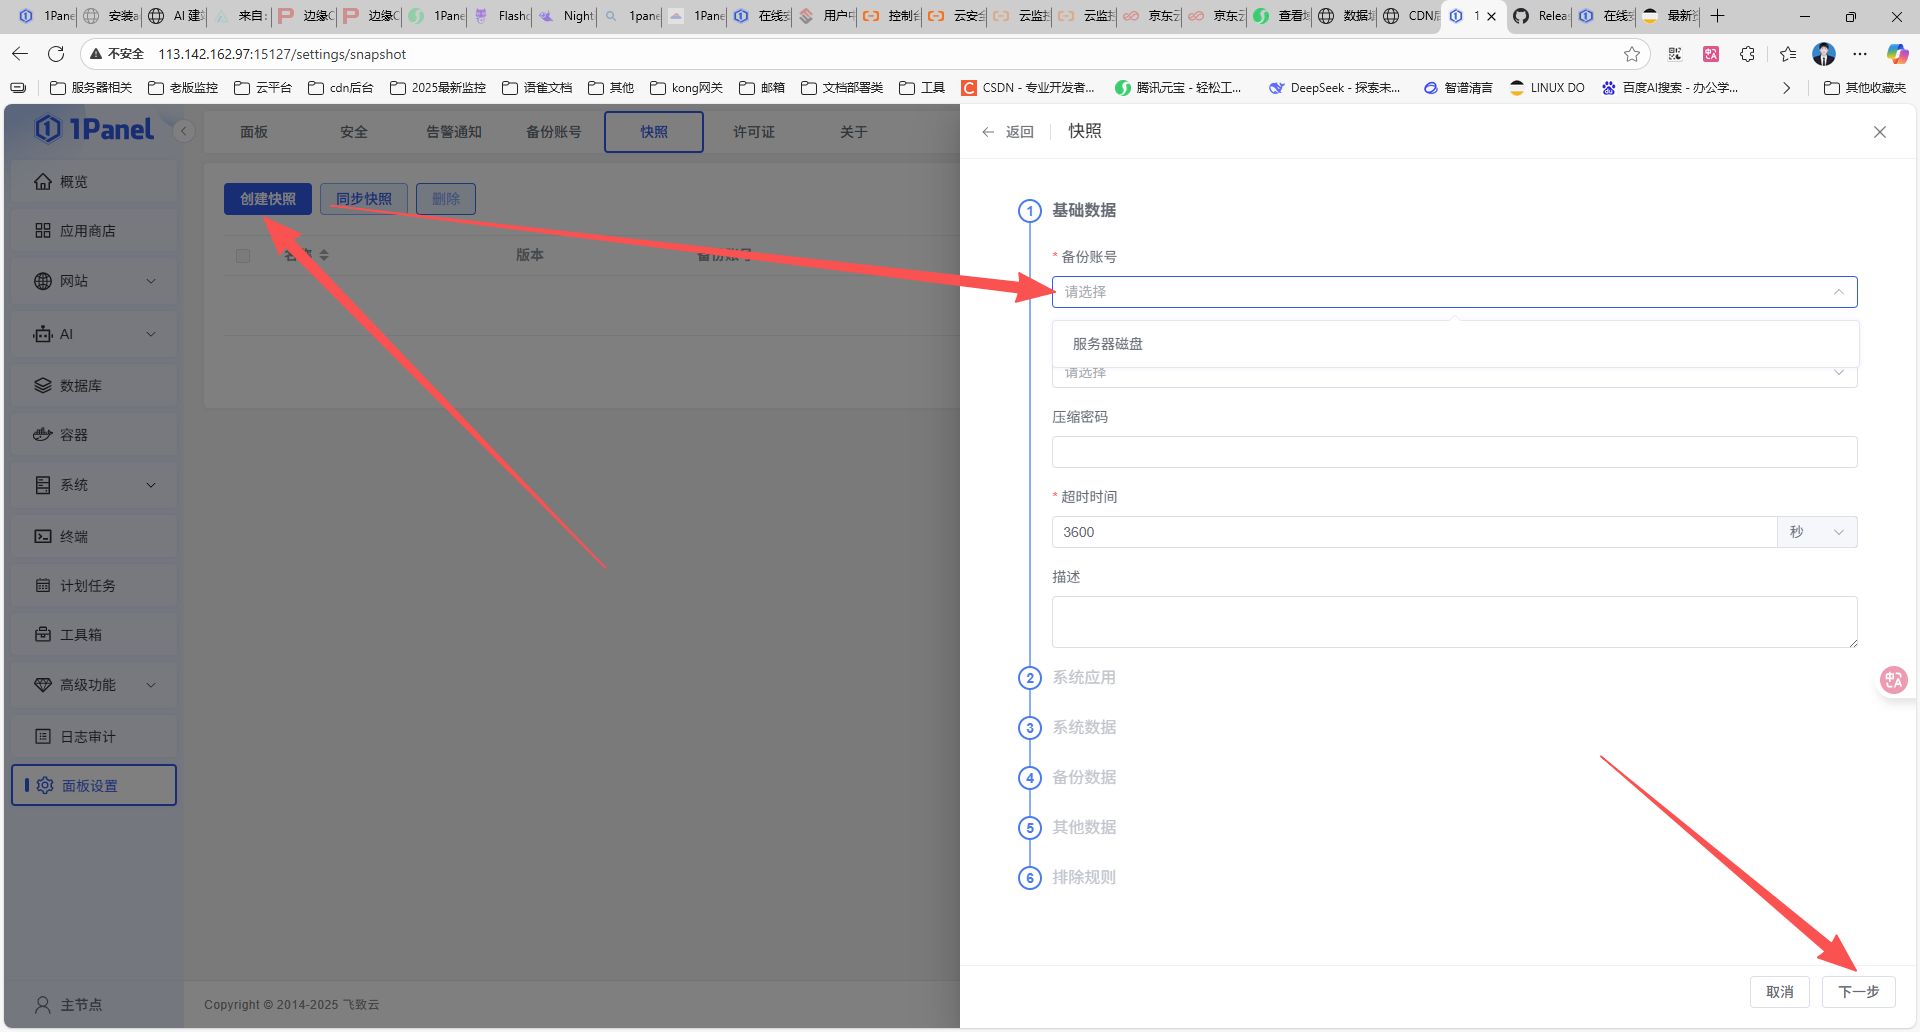 1Pane
安装a
AI 建
来自
边缘C
边缘C
1Pane
Flash
Night
1pane
1Pane
在线
用户
控制台
云安全
云监控
云监控
京东云
京东云
查看
数据
CDN
1
Relea
在线
最新
不安全 113.142.162.97:15127/settings/snapshot
服务器相关 老版监控 云平台 cdn后台 2025最新监控 语雀文档 其他 kong网关 邮箱 文档部署类 工具 CSDN - 专业开发者... 腾讯元宝 - 轻松工... DeepSeek - 探索未... 智谱清言 LINUX DO 百度AI搜索 - 办公学... 其他收藏夹
1Panel
概览
应用商店
网站
AI
数据库
容器
系统
终端
计划任务
工具箱
高级功能
日志审计
面板设置
主节点
面板 安全 告警通知 备份账号 快照 许可证 关于
创建快照 同步快照 删除
名称 版本 备份账号
Copyright © 2014-2025 飞致云
返回 快照
1 基础数据
* 备份账号
请选择
服务器磁盘
请选择
压缩密码
* 超时时间
3600 秒
描述
2 系统应用
3 系统数据
4 备份数据
5 其他数据
6 排除规则
取消 下一步